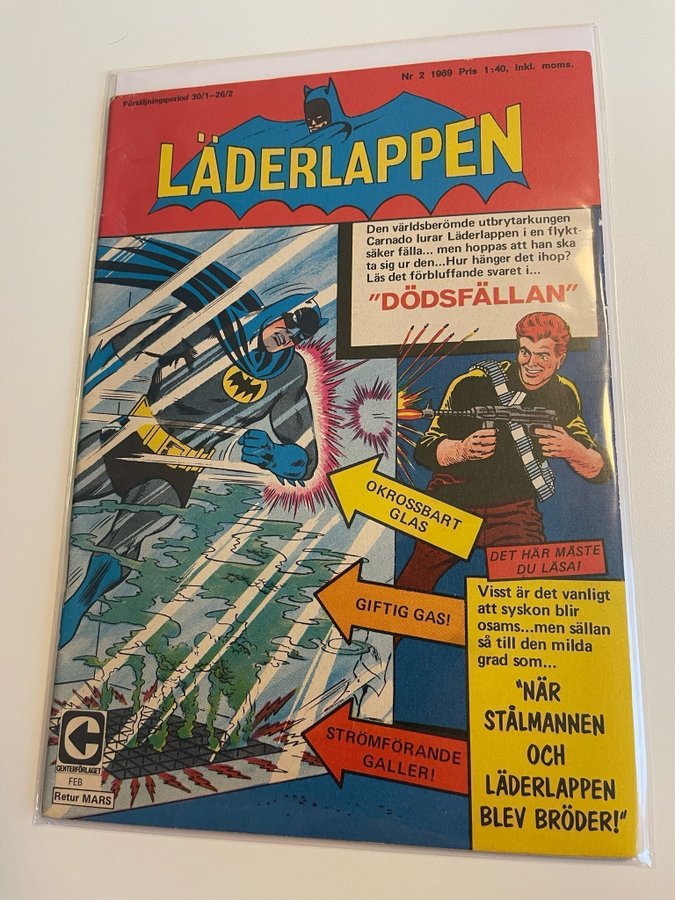 Försäljningsperiod 30/1–26/2
Nr 2 1969 Pris 1:40, inkl. moms.
LÄDERLAPPEN
Den världsberömde utbrytarkungen
Carnado lurar Läderlappen i en flykt-
säker fälla... men hoppas att han ska
ta sig ur den...Hur hänger det ihop?
Läs det förbluffande svaret i...
"DÖDSFÄLLAN"
OKROSSBART
GLAS
DET HÄR MÅSTE
DU LÄSA!
GIFTIG GAS!
Visst är det vanligt
att syskon blir
osams...men sällan
så till den milda
grad som...
"NÄR
STÅLMANNEN
OCH
LÄDERLAPPEN
BLEV BRÖDER!"
STRÖMFÖRANDE
GALLER!
CENTERFÖRLAGET
FEB
Retur MARS